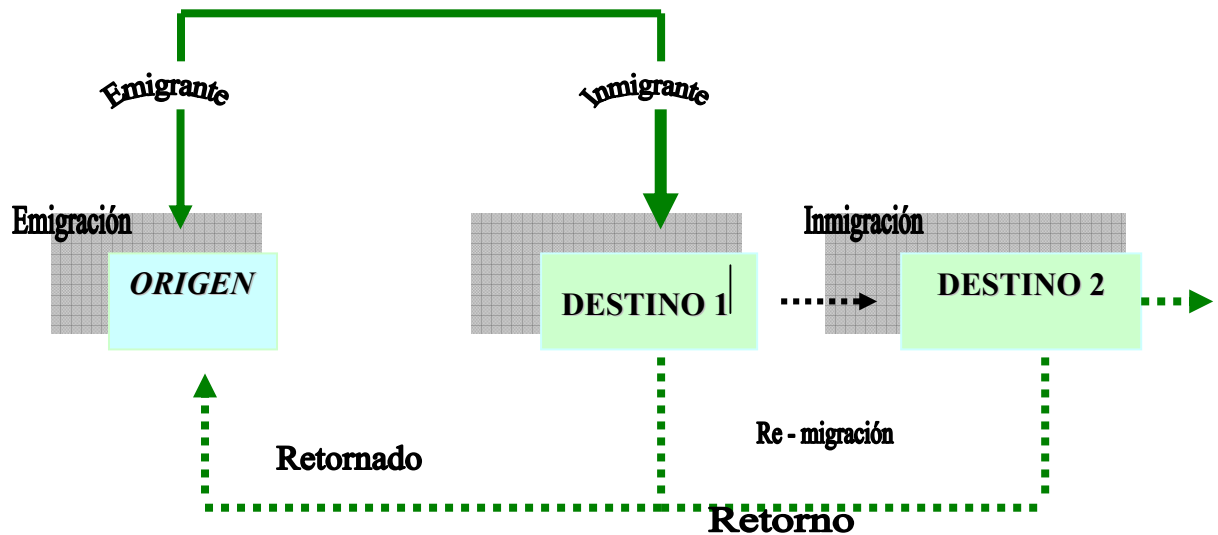 Emigrante
Inmigrante
Emigración
Inmigración
ORIGEN
DESTINO 1
DESTINO 2
Re - migración
Retornado
Retorno